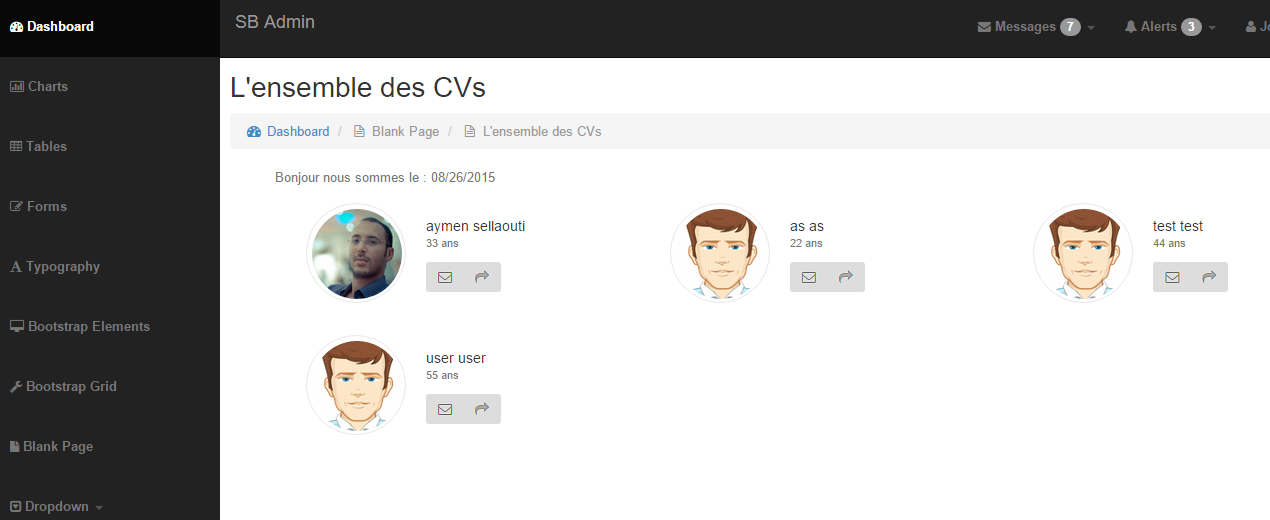 Dashboard
SB Admin
Messages 7
Alerts 3
Charts
Tables
Forms
Typography
Bootstrap Elements
Bootstrap Grid
Blank Page
Dropdown
L'ensemble des CVs
Dashboard / Blank Page / L'ensemble des CVs
Bonjour nous sommes le : 08/26/2015
aymen sellaouti
33 ans
as as
22 ans
test test
44 ans
user user
55 ans